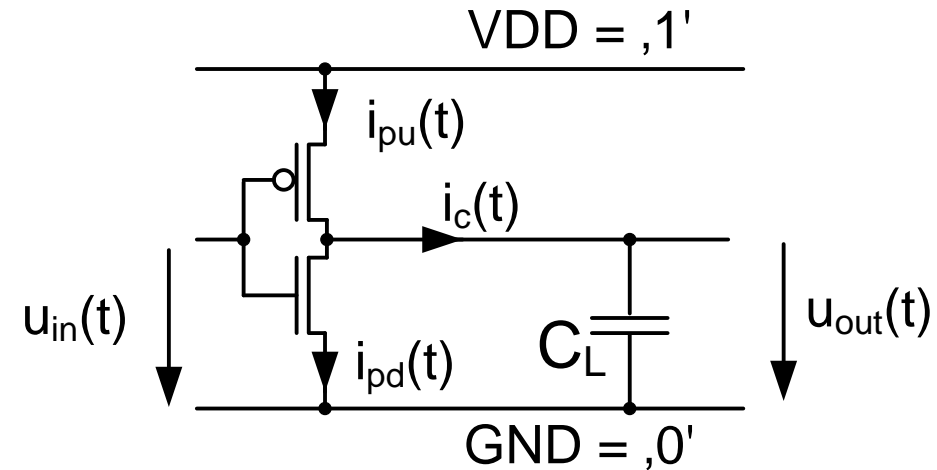 VDD = ‚1'
i_pu(t)
i_c(t)
u_in(t)
u_out(t)
C_L
i_pd(t)
GND = ‚0'